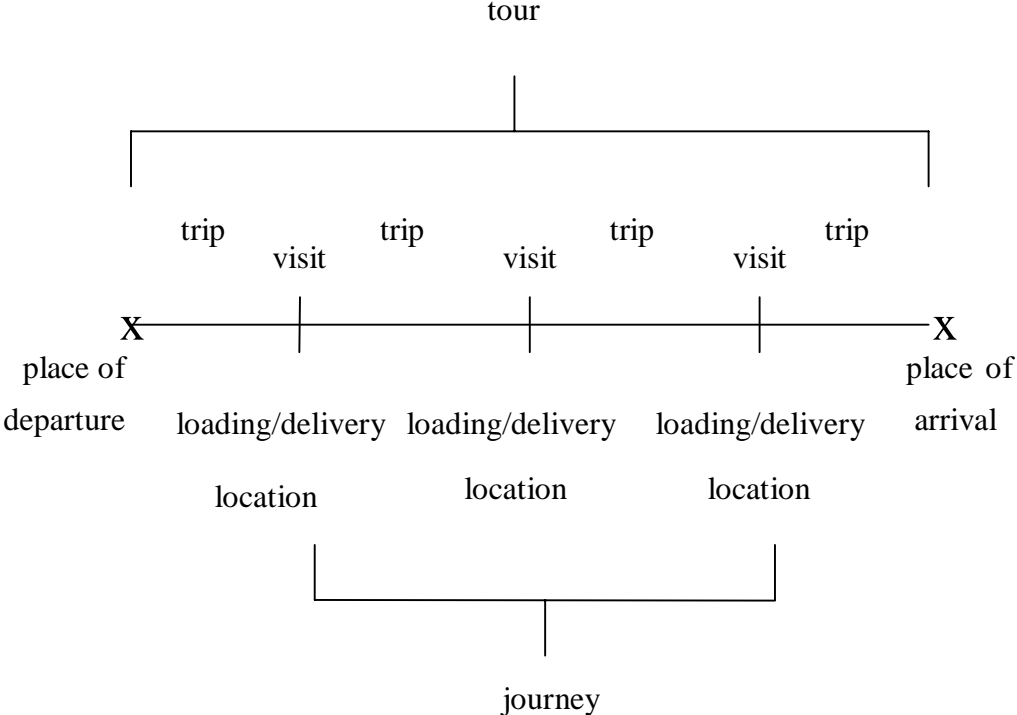 tour
trip trip trip trip
visit visit visit
X X
place of place of
departure arrival
loading/delivery loading/delivery loading/delivery
location location location
journey